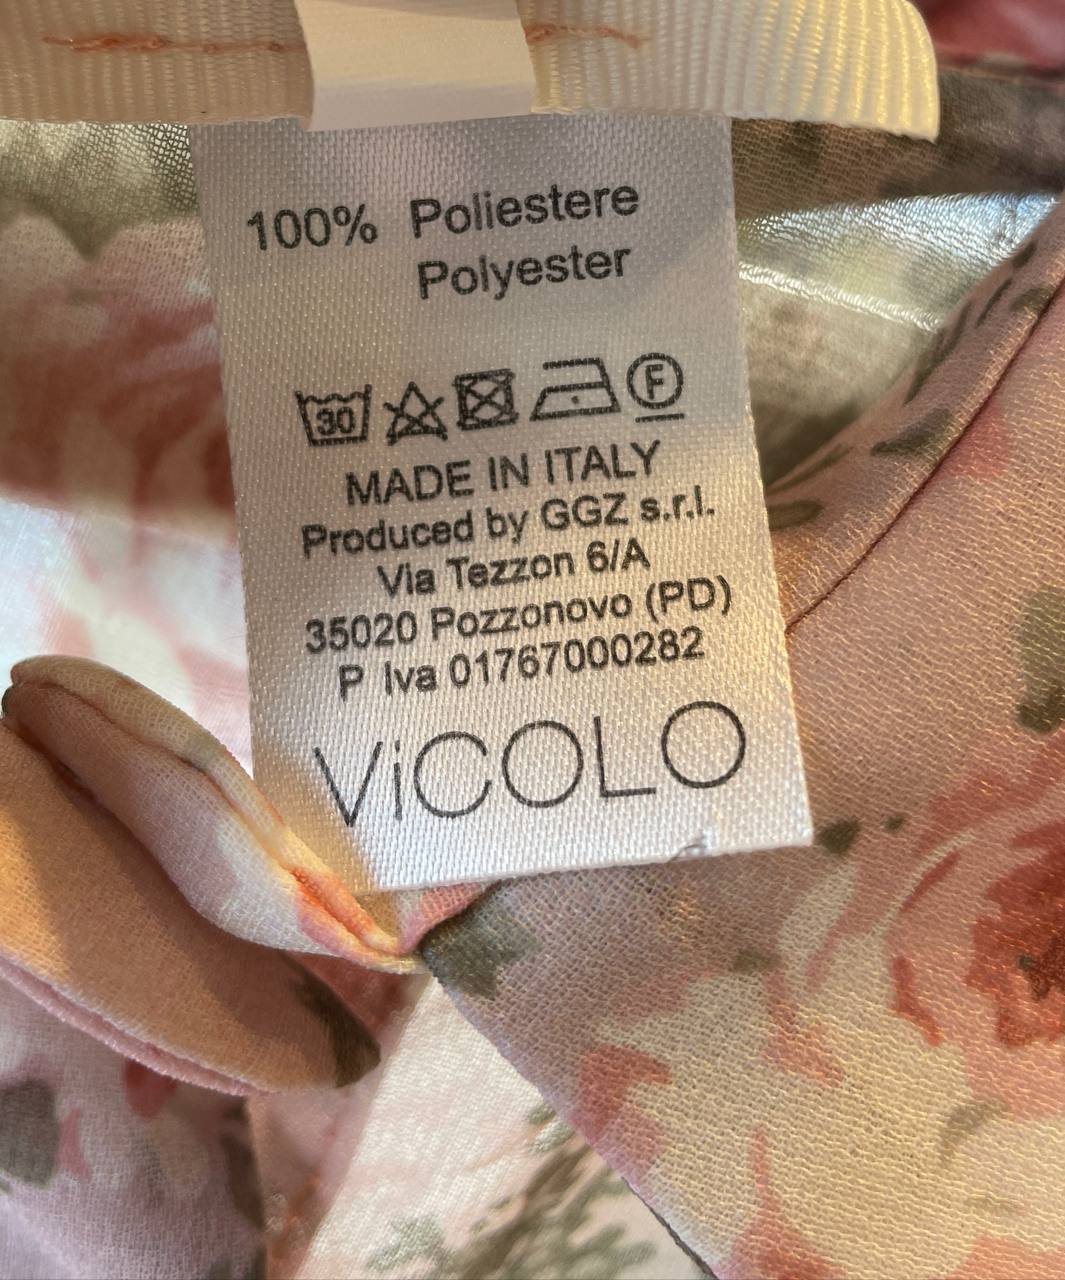 100% Poliestere
Polyester
30 F
MADE IN ITALY
Produced by GGZ s.r.l.
Via Tezzon 6/A
35020 Pozzonovo (PD)
P Iva 01767000282
ViCOLO